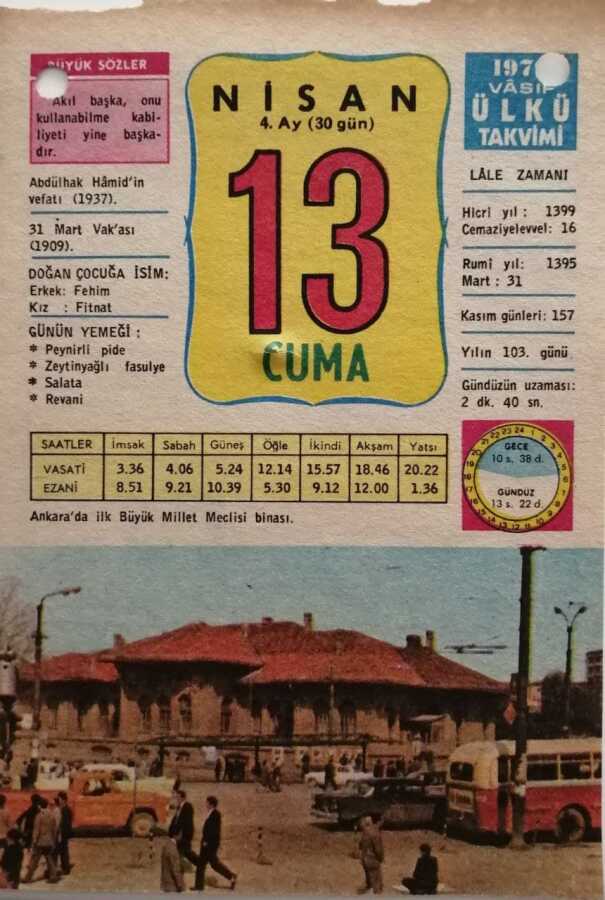 BÜYÜK SÖZLER
Akıl başka, onu
kullanabilme kabi-
liyeti yine başka-
dır.
Abdülhak Hâmid'in
vefatı (1937).
31 Mart Vak'ası
(1909).
DOĞAN ÇOCUĞA İSİM:
Erkek: Fehim
Kız : Fitnat
GÜNÜN YEMEĞİ :
* Peynirli pide
* Zeytinyağlı fasulye
* Salata
* Revani
NİSAN
4. Ay (30 gün)
13
CUMA
197
VÂSIF
ÜLKÜ
TAKVİMİ
LÂLE ZAMANI
Hicri yıl : 1399
Cemaziyelevvel: 16
Rumî yıl: 1395
Mart : 31
Kasım günleri: 157
Yılın 103. günü
Gündüzün uzaması:
2 dk. 40 sn.
SAATLER İmsak Sabah Güneş Öğle İkindi Akşam Yatsı
VASATİ 3.36 4.06 5.24 12.14 15.57 18.46 20.22
EZANİ 8.51 9.21 10.39 5.30 9.12 12.00 1.36
GECE
10 s. 38 d.
GÜNDÜZ
13 s. 22 d.
Ankara'da ilk Büyük Millet Meclisi binası.